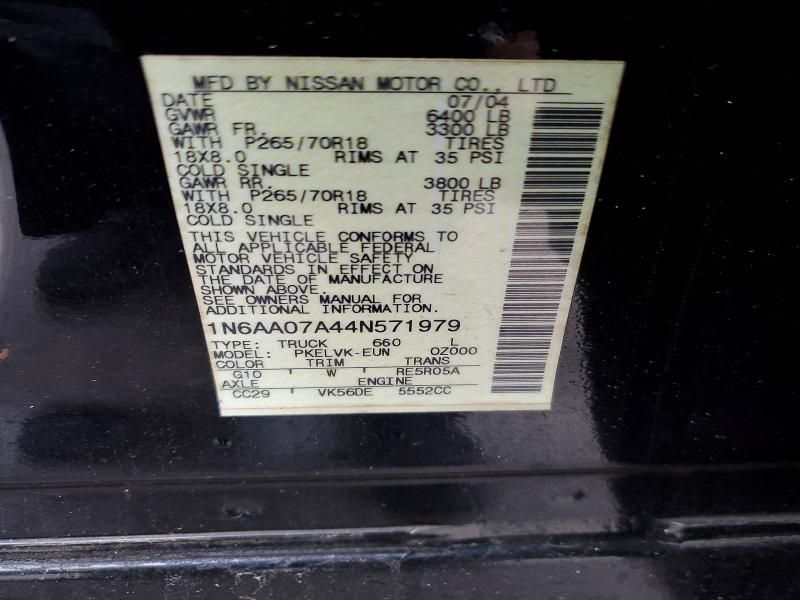 MFD BY NISSAN MOTOR CO., LTD
DATE 07/04
GVWR 6400 LB
GAWR FR. 3300 LB
WITH P265/70R18 TIRES
18X8.0 RIMS AT 35 PSI
COLD SINGLE
GAWR RR. 3800 LB
WITH P265/70R18 TIRES
18X8.0 RIMS AT 35 PSI
COLD SINGLE
THIS VEHICLE CONFORMS TO
ALL APPLICABLE FEDERAL
MOTOR VEHICLE SAFETY
STANDARDS IN EFFECT ON
THE DATE OF MANUFACTURE
SHOWN ABOVE.
SEE OWNERS MANUAL FOR
ADDITIONAL INFORMATION.
1N6AA07A44N571979
TYPE: TRUCK 660 L
MODEL: PKELVK-EUN OZ000
COLOR TRIM TRANS
G10 W RE5R05A
AXLE ENGINE
CC29 VK56DE 5552CC